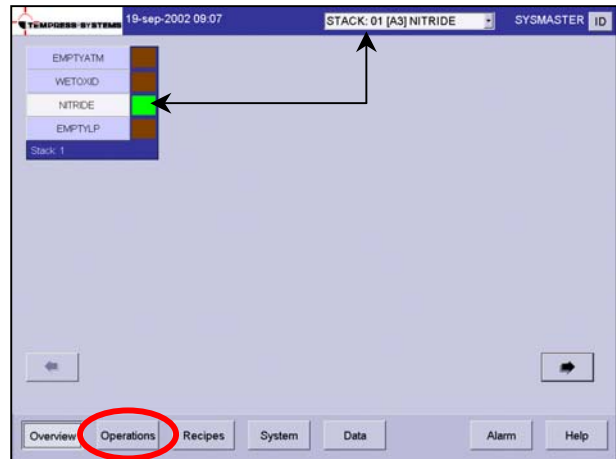 TEMPRESS SYSTEMS 19-sep-2002 09:07 STACK: 01 [A3] NITRIDE SYSMASTER ID
EMPTYATM
WETOXID
NITRIDE
EMPTYLP
Stack 1
Overview Operations Recipes System Data Alarm Help